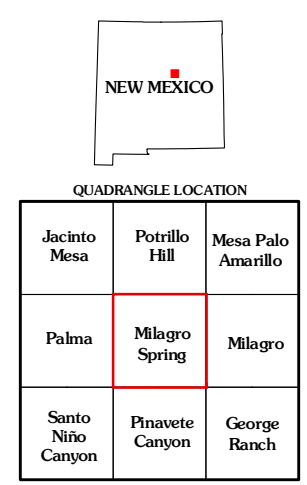 NEW MEXICO
QUADRANGLE LOCATION
Jacinto
Mesa
Potrillo
Hill
Mesa Palo
Amarillo
Palma
Milagro
Spring
Milagro
Santo
Niño
Canyon
Pinavete
Canyon
George
Ranch